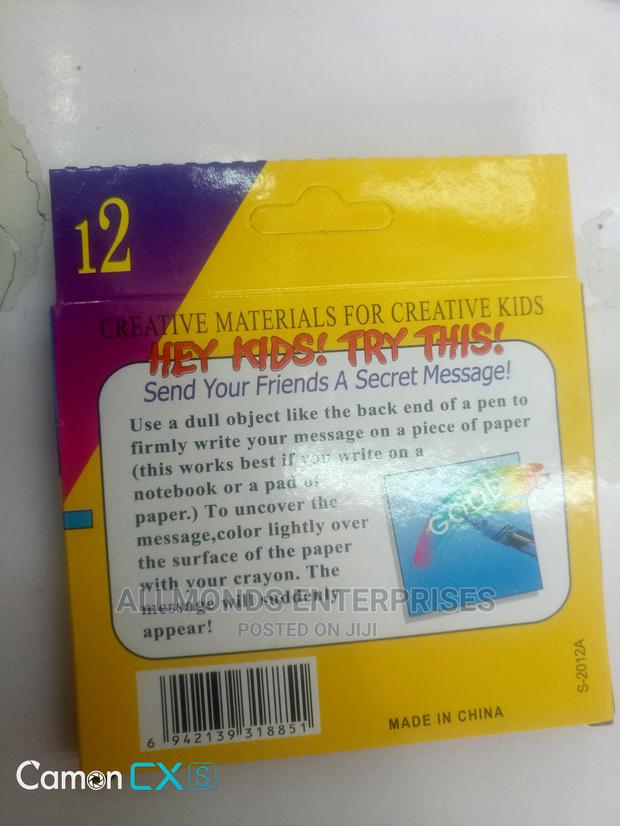 12
CREATIVE MATERIALS FOR CREATIVE KIDS
HEY KIDS! TRY THIS!
Send Your Friends A Secret Message!
Use a dull object like the back end of a pen to
firmly write your message on a piece of paper
(this works best if you write on a
notebook or a pad of
paper.) To uncover the
message,color lightly over
the surface of the paper
with your crayon. The
message will suddenly
appear!
ALLMONDS ENTERPRISES
POSTED ON JIJI
S-2012A
6 942139 318851
MADE IN CHINA
Camon CX S